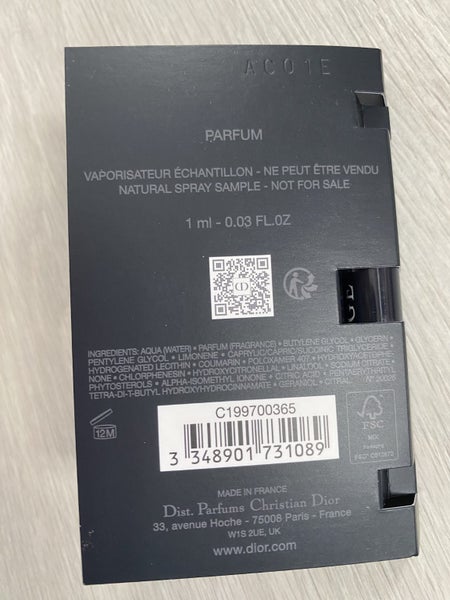 AC01E
PARFUM
VAPORISATEUR ÉCHANTILLON - NE PEUT ÊTRE VENDU
NATURAL SPRAY SAMPLE - NOT FOR SALE
1 ml - 0.03 FL.OZ
CD
GE
INGREDIENTS: AQUA (WATER) • PARFUM (FRAGRANCE) • BUTYLENE GLYCOL • GLYCERIN •
PENTYLENE GLYCOL • LIMONENE • CAPRYLIC/CAPRIC/SUCCINIC TRIGLYCERIDE •
HYDROGENATED LECITHIN • COUMARIN • POLOXAMER 407 • HYDROXYACETOPHE-
NONE • CHLORPHENESIN • HYDROXYCITRONELLAL • LINALOOL • SODIUM CITRATE •
PHYTOSTEROLS • ALPHA-ISOMETHYL IONONE • CITRIC ACID • PENTAERYTHRITYL
TETRA-DI-T-BUTYL HYDROXYHYDROCINNAMATE • GERANIOL • CITRAL
12M
C199700365
3 348901 731089
FSC
MIX
MADE IN FRANCE
Dist. Parfums Christian Dior
33, avenue Hoche - 75008 Paris - France
W1S 2UE, UK
www.dior.com